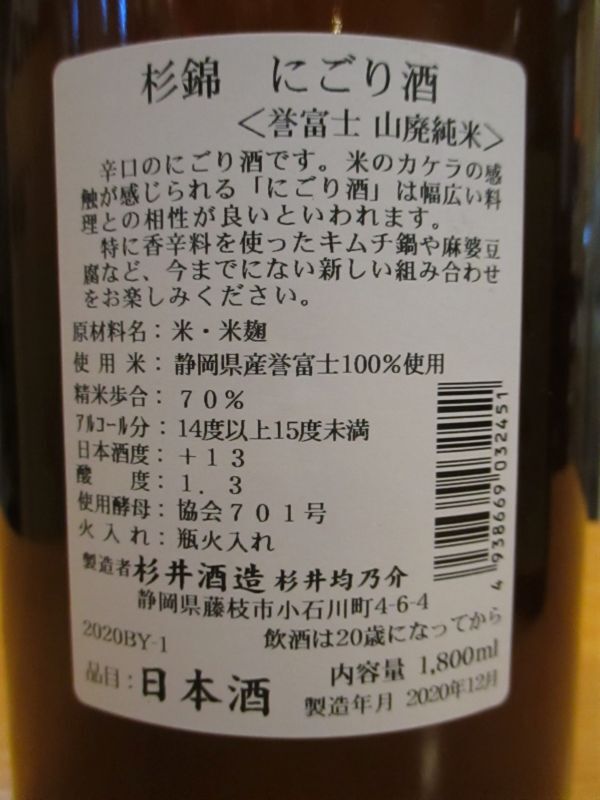 杉錦　にごり酒
＜誉富士 山廃純米＞
辛口のにごり酒です。米のカケラの感
触が感じられる「にごり酒」は幅広い料
理との相性が良いといわれます。
特に香辛料を使ったキムチ鍋や麻婆豆
腐など、今までにない新しい組み合わせ
をお楽しみください。
原材料名：米・米麹
使用米：静岡県産誉富士100%使用
精米歩合：７０％
ｱﾙｺｰﾙ分：14度以上15度未満
日本酒度：＋１３
酸　度：１．３
使用酵母：協会７０１号
火入れ：瓶火入れ
製造者 杉井酒造 杉井均乃介
静岡県藤枝市小石川町4-6-4
2020BY-1　飲酒は20歳になってから
品目：日本酒
内容量 1,800ml
製造年月 2020年12月
4 938669 032451